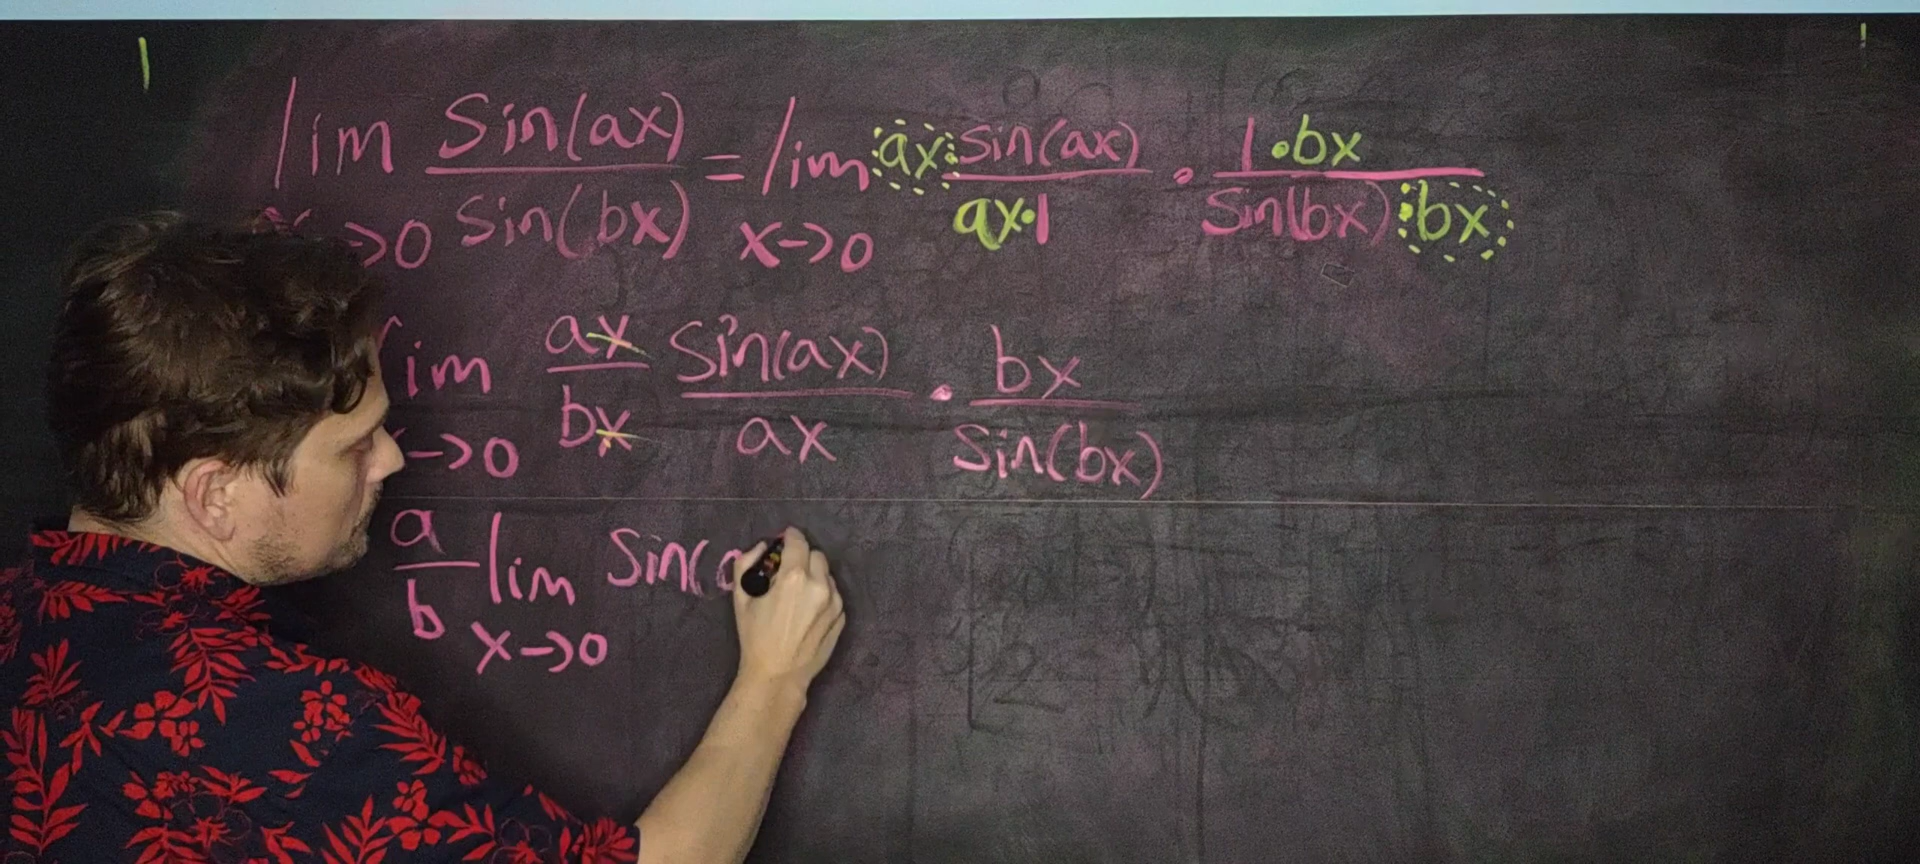 lim sin(ax)/sin(bx) = lim ax·sin(ax)/ax·1 · 1·bx/sin(bx)·bx
x→0 x→0
lim ax/bx sin(ax)/ax · bx/sin(bx)
→0
a/b lim sin(
x→0